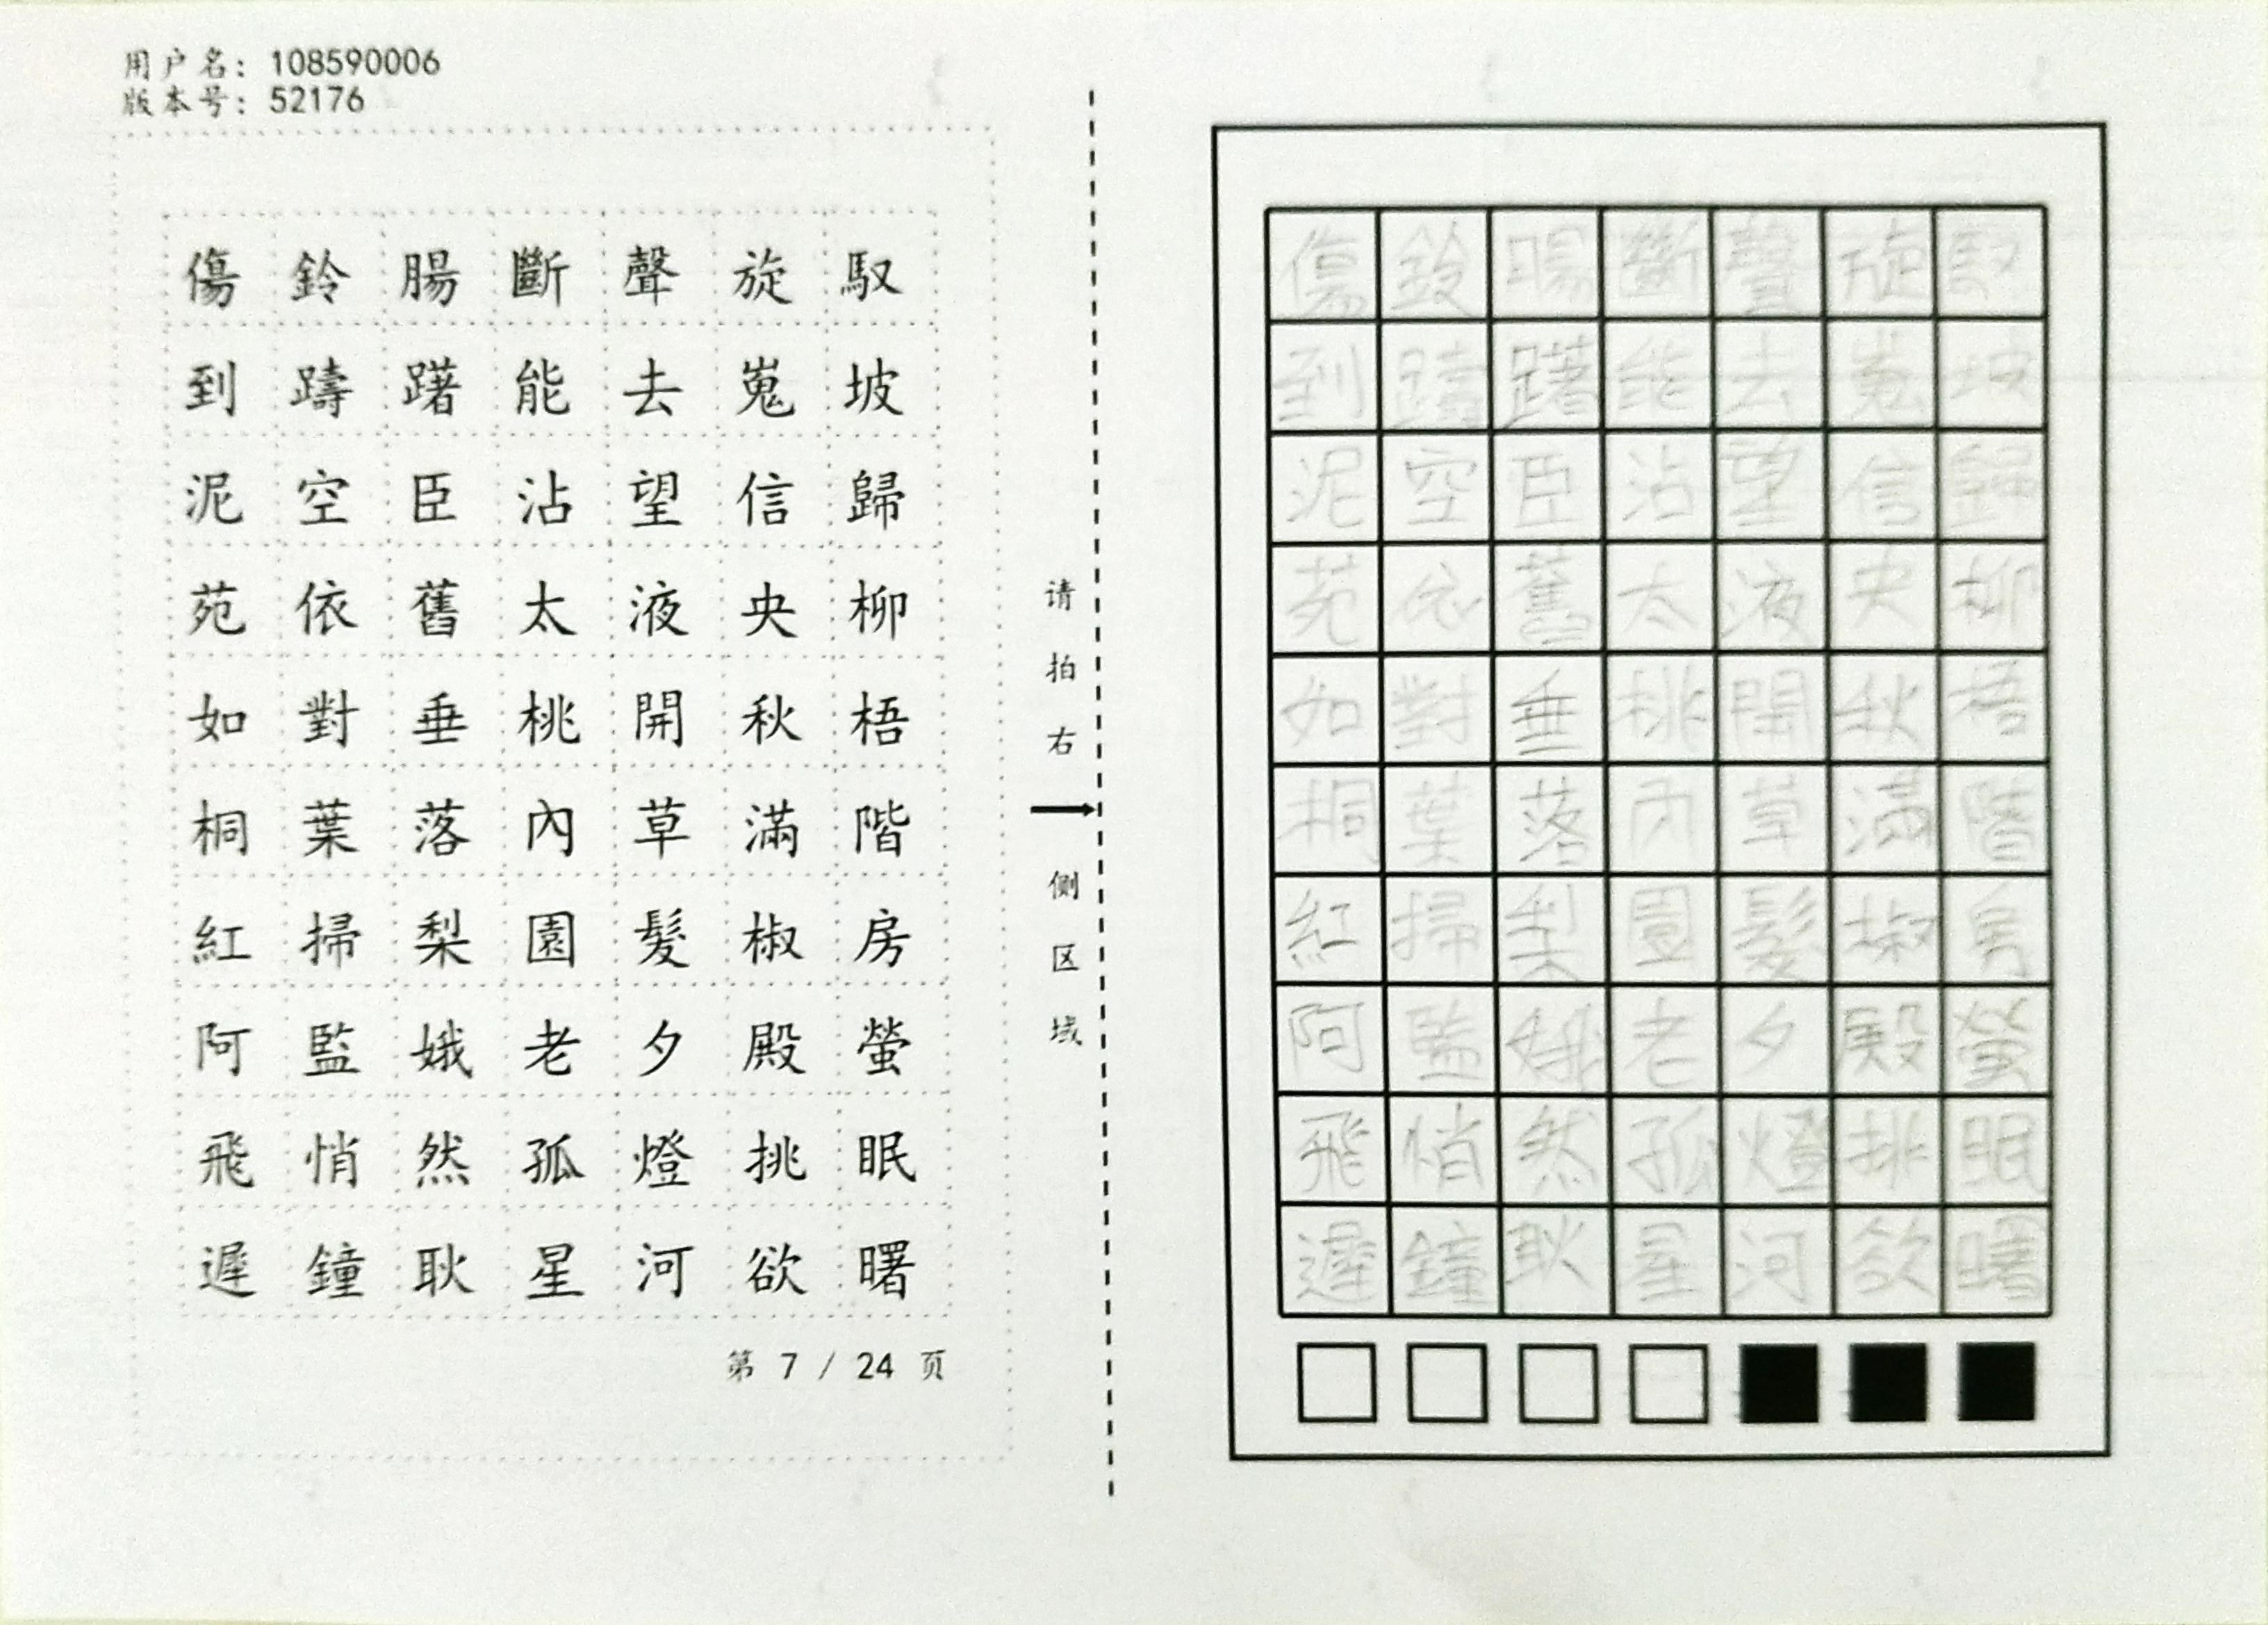 用户名: 108590006
版本号: 52176
傷 鈴 腸 斷 聲 旋 馭
到 躊 躇 能 去 嵬 坡
泥 空 臣 沾 望 信 歸
苑 依 舊 太 液 央 柳
如 對 垂 桃 開 秋 梧
桐 葉 落 內 草 滿 階
紅 掃 梨 園 髮 椒 房
阿 監 娥 老 夕 殿 螢
飛 悄 然 孤 燈 挑 眠
遲 鐘 耿 星 河 欲 曙
第 7 / 24 页
请拍右→侧区域
傷 鈴 腸 斷 聲 旋 馭
到 躊 躇 能 去 嵬 坡
泥 空 臣 沾 望 信 歸
苑 依 舊 太 液 央 柳
如 對 垂 桃 開 秋 梧
桐 葉 落 內 草 滿 階
紅 掃 梨 園 髮 椒 房
阿 監 娥 老 夕 殿 螢
飛 悄 然 孤 燈 挑 眠
遲 鐘 耿 星 河 欲 曙